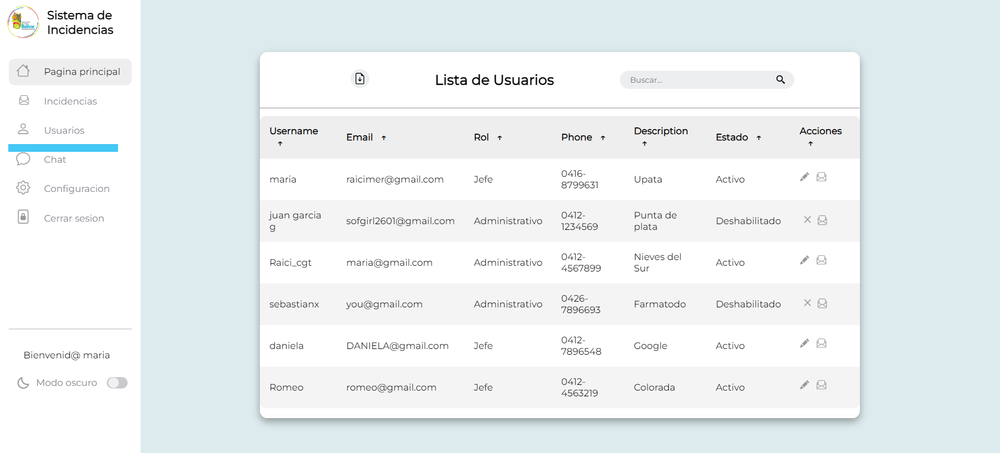 Bolívar
Sistema de
Incidencias
Pagina principal
Incidencias
Usuarios
Chat
Configuracion
Cerrar sesion
Bienvenid@ maria
Modo oscuro
Lista de Usuarios
Buscar...
Username ↑ Email ↑ Rol ↑ Phone ↑ Description ↑ Estado ↑ Acciones ↑
maria raicimer@gmail.com Jefe 0416-8799631 Upata Activo
juan garcia g sofgirl2601@gmail.com Administrativo 0412-1234569 Punta de plata Deshabilitado
Raici_cgt maria@gmail.com Administrativo 0412-4567899 Nieves del Sur Activo
sebastianx you@gmail.com Administrativo 0426-7896693 Farmatodo Deshabilitado
daniela DANIELA@gmail.com Jefe 0412-7896548 Google Activo
Romeo romeo@gmail.com Jefe 0412-4563219 Colorada Activo